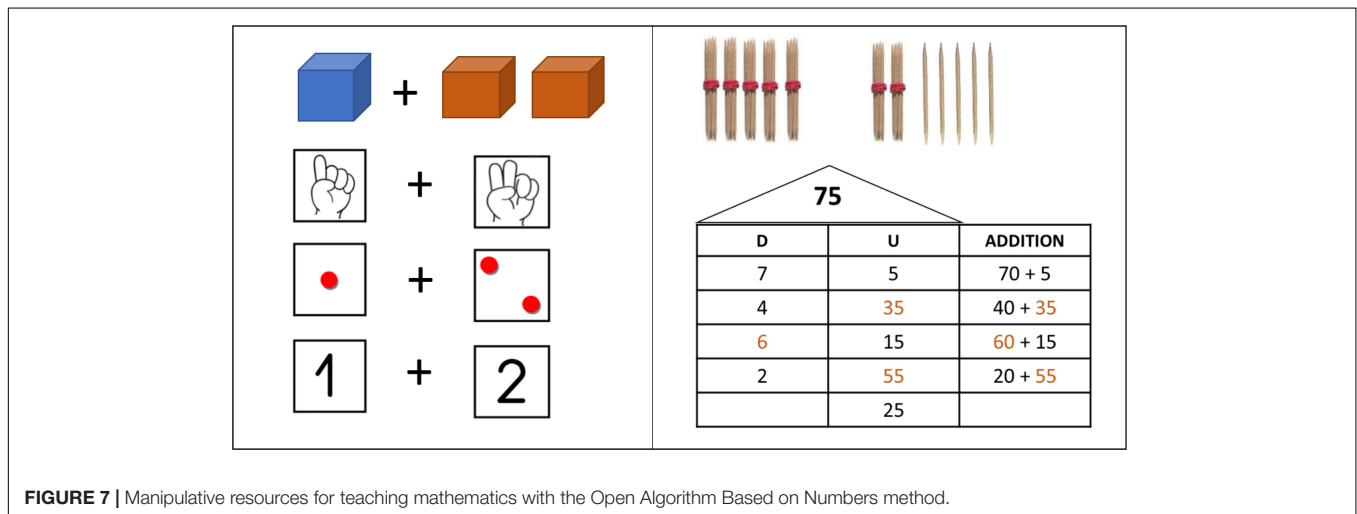 +
+
+
1 + 2
75
D U ADDITION
7 5 70 + 5
4 35 40 + 35
6 15 60 + 15
2 55 20 + 55
25
FIGURE 7 | Manipulative resources for teaching mathematics with the Open Algorithm Based on Numbers method.